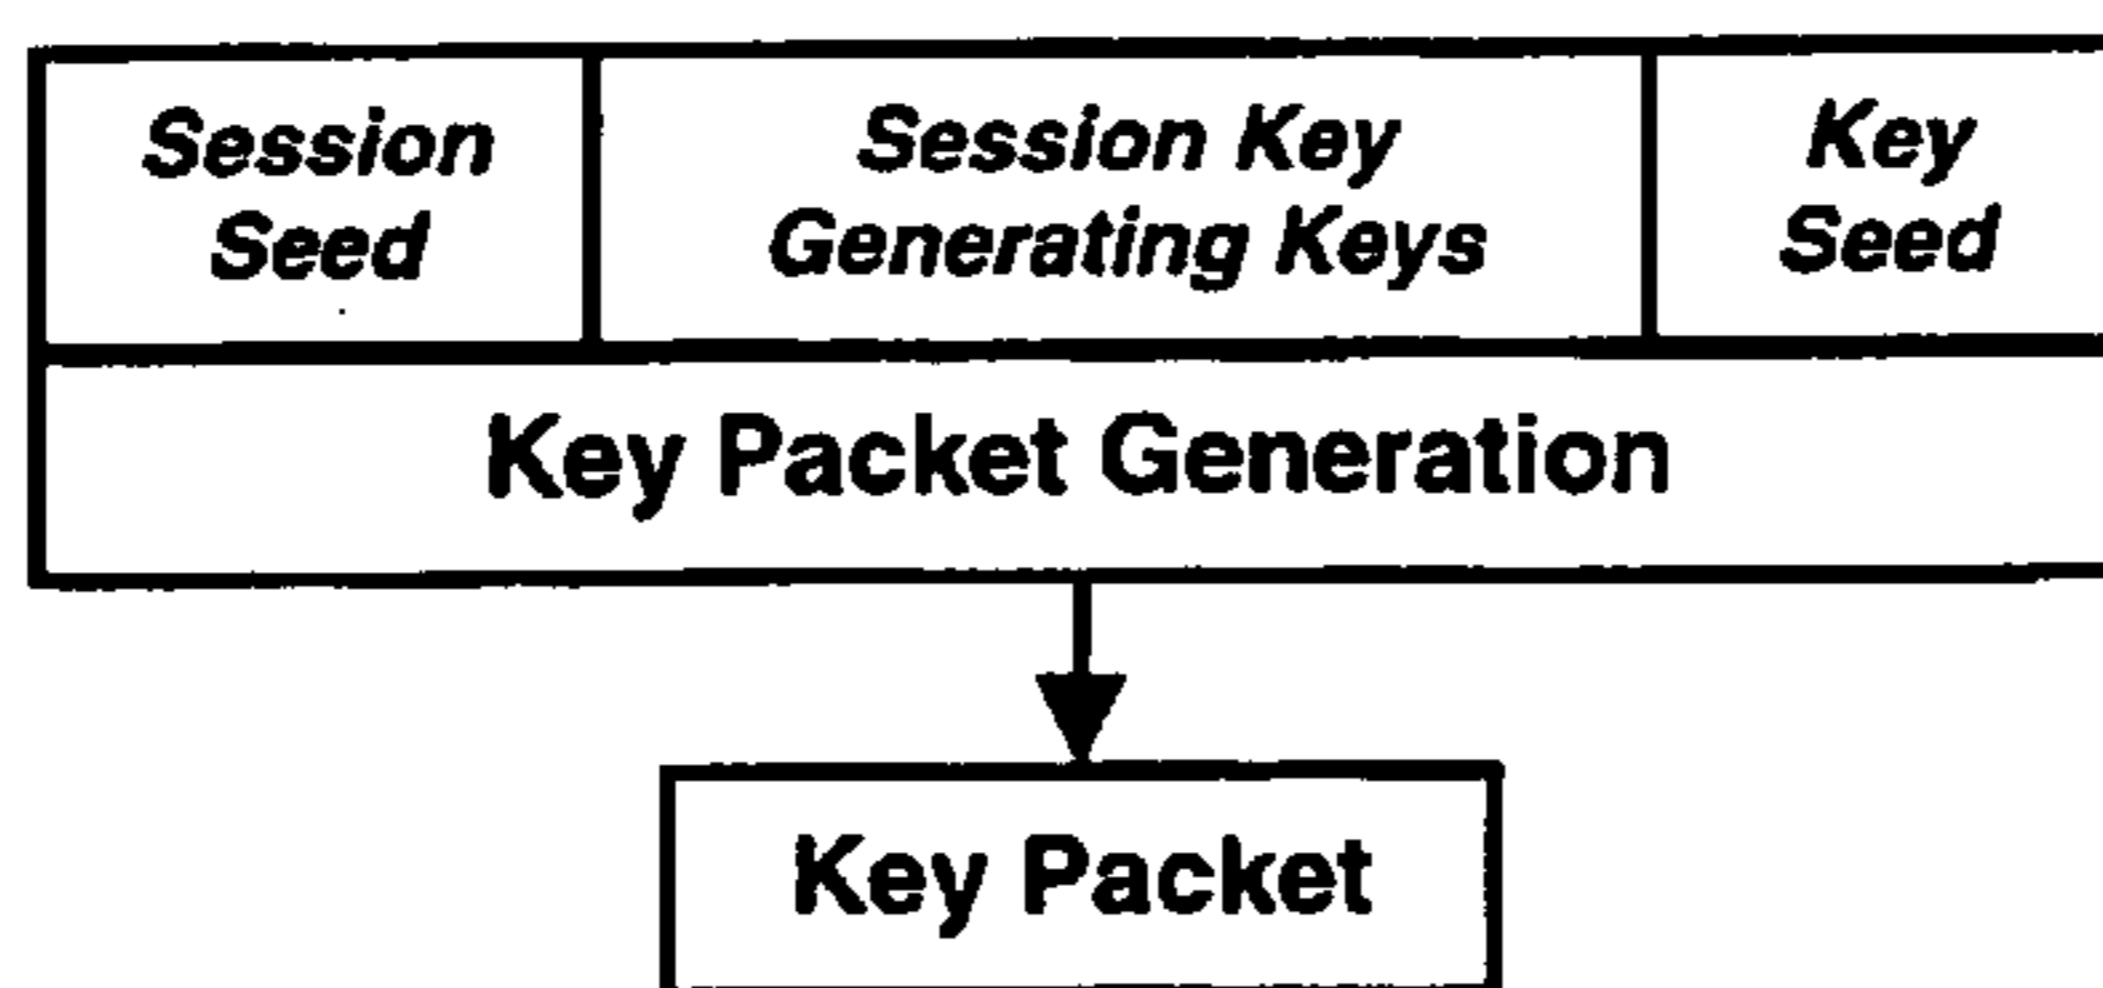 Session
Seed
Session Key
Generating Keys
Key
Seed
Key Packet Generation
Key Packet